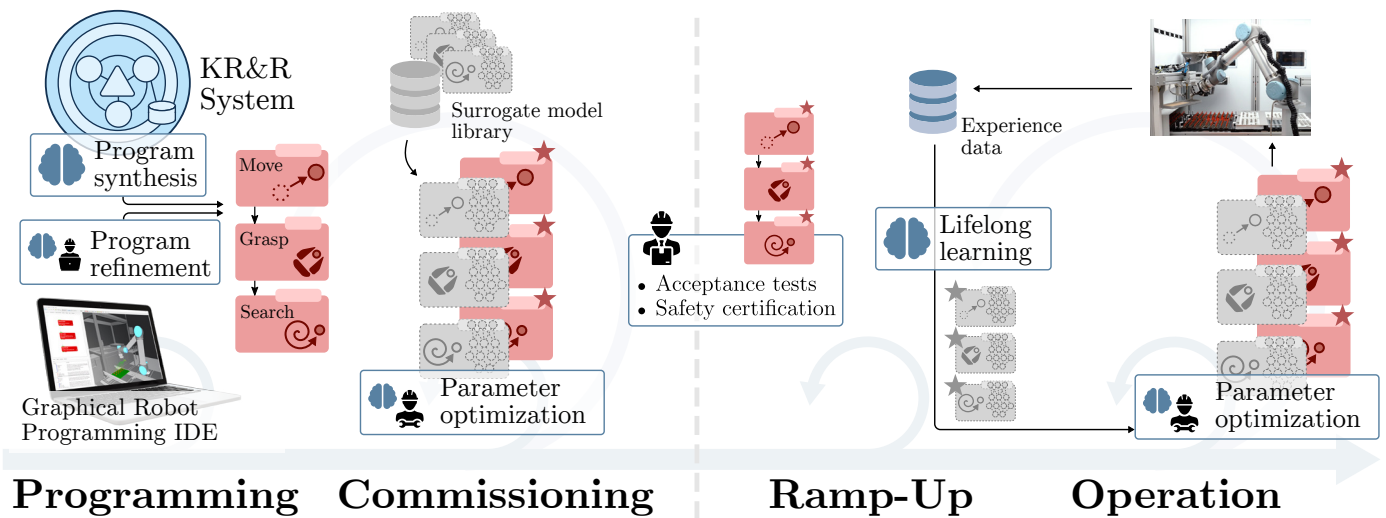 KR&R
System
Program
synthesis
Program
refinement
Move
Grasp
Search
Graphical Robot
Programming IDE
Surrogate model
library
Parameter
optimization
• Acceptance tests
• Safety certification
Experience
data
Lifelong
learning
Parameter
optimization
Programming
Commissioning
Ramp-Up
Operation